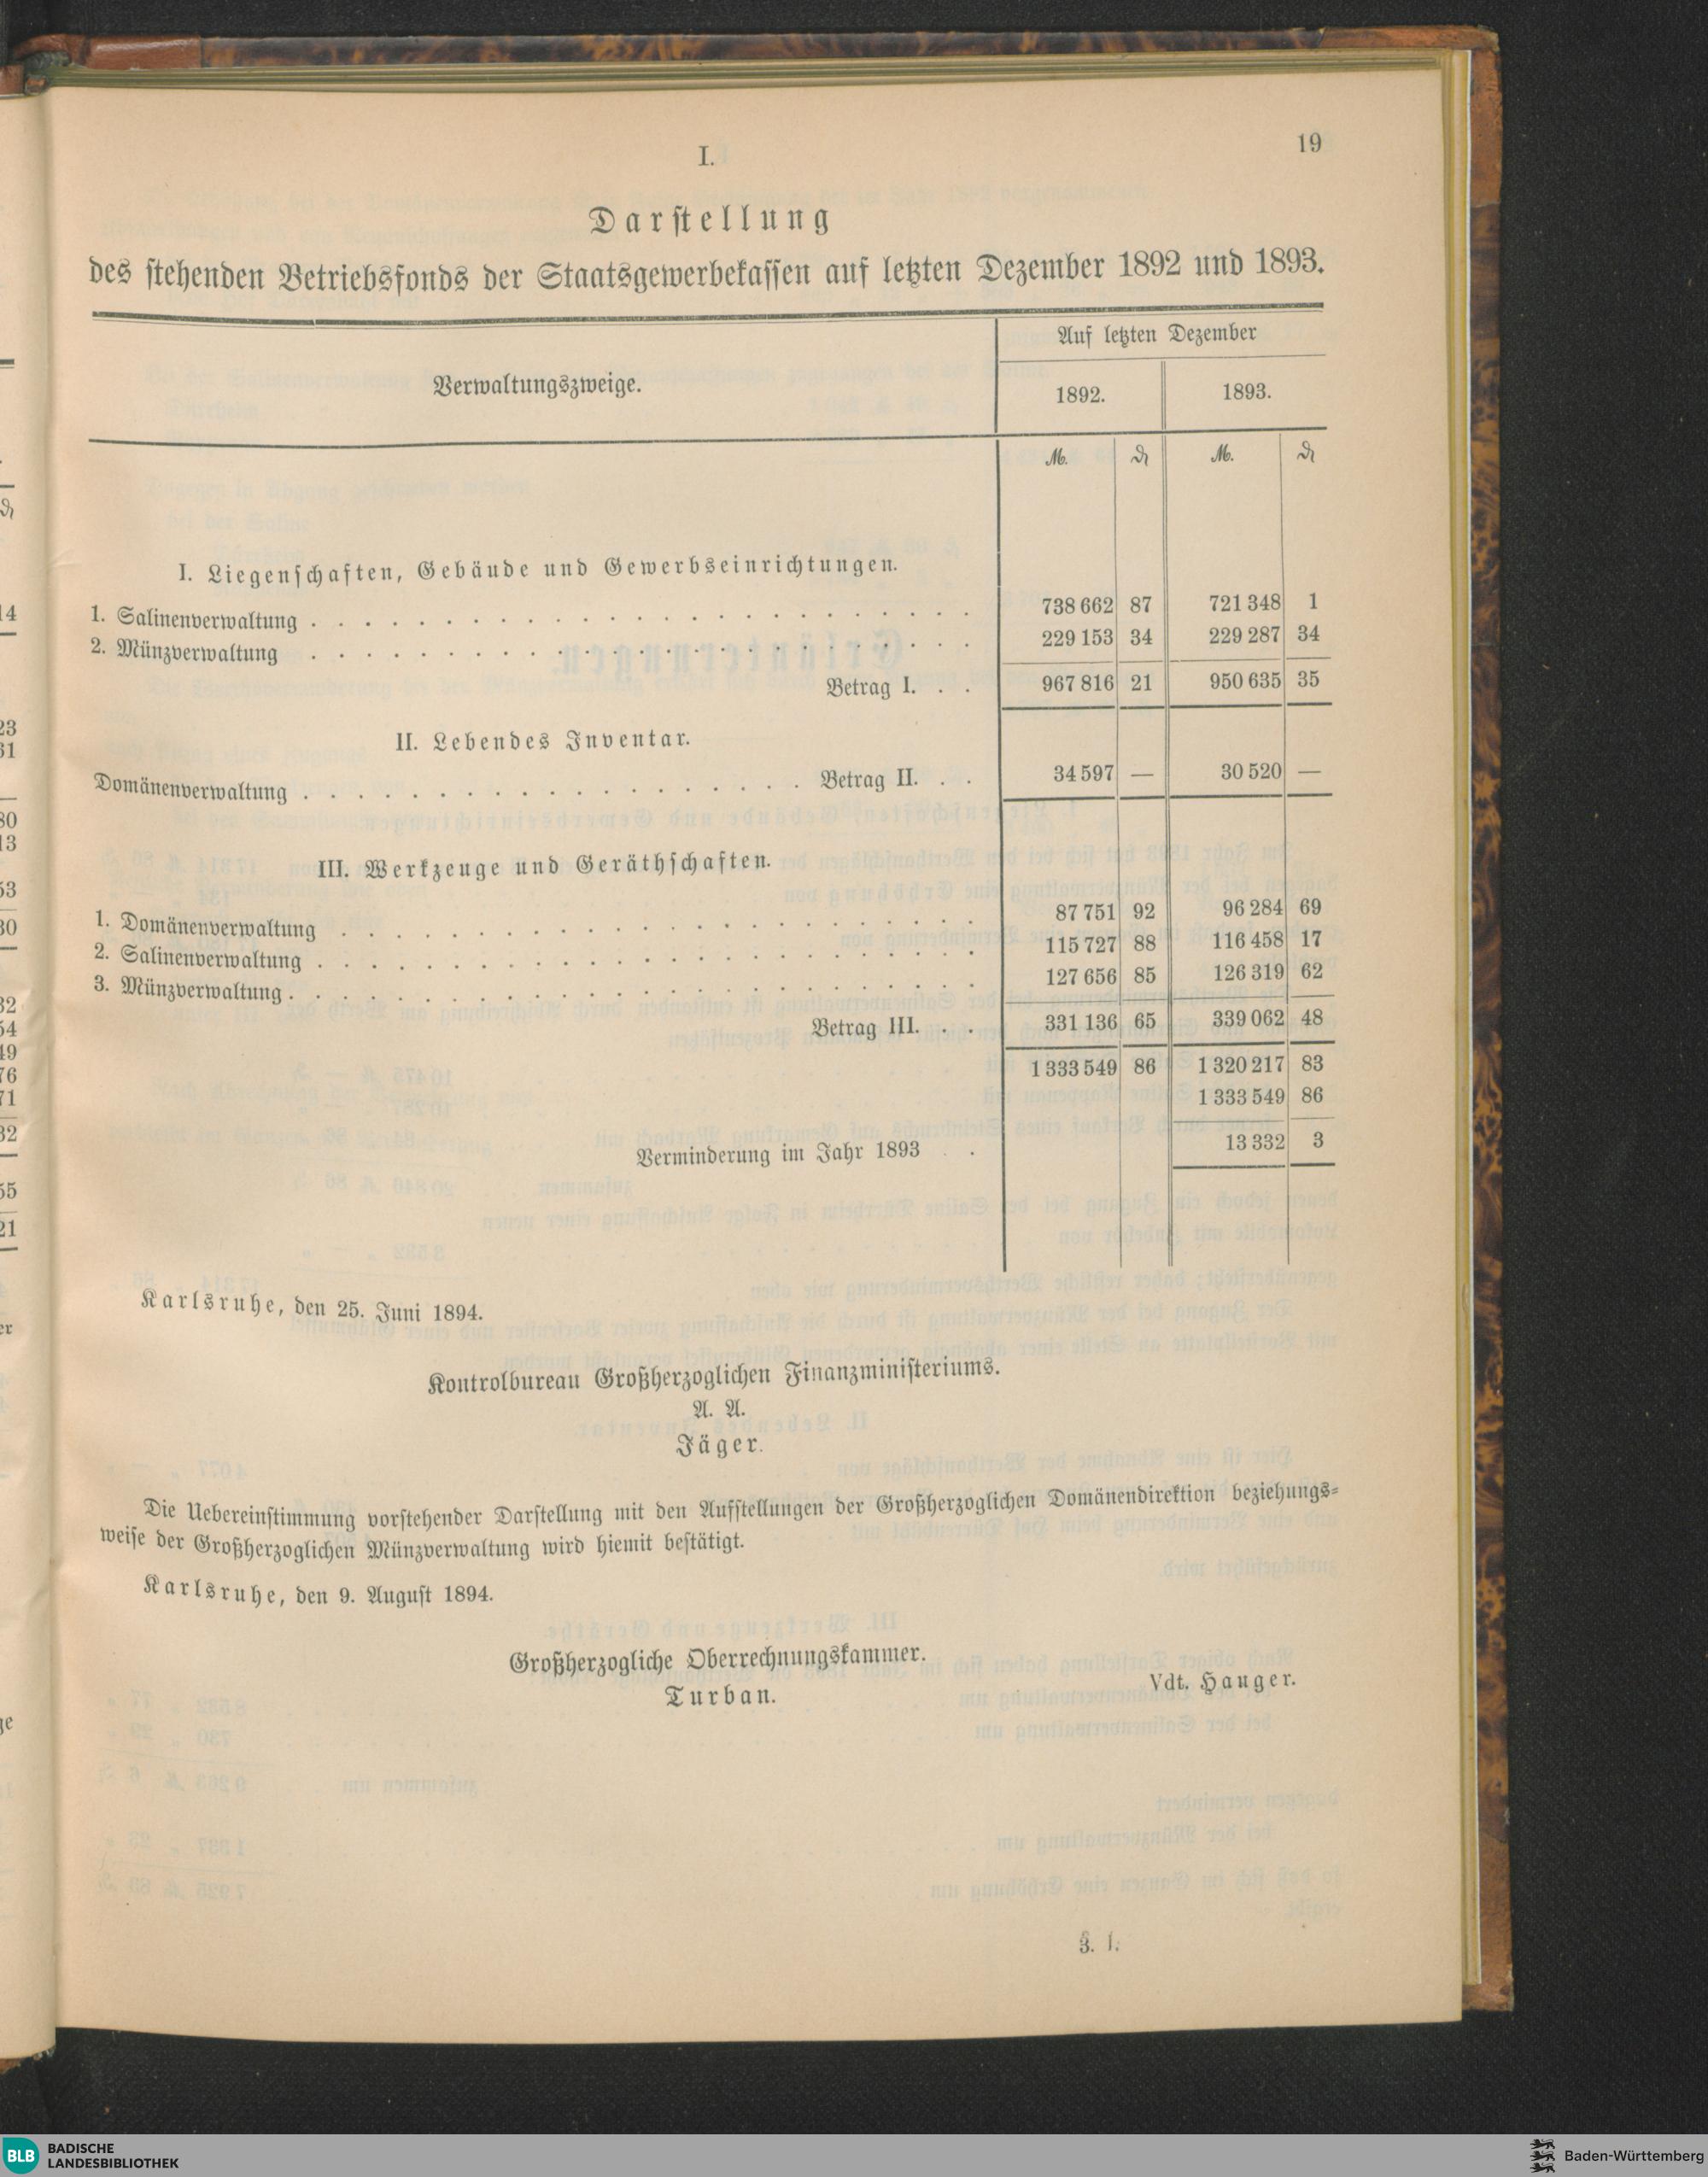 19
I.
Darstellung
des stehenden Betriebsfonds der Staatsgewerbekassen auf letzten Dezember 1892 und 1893.
Verwaltungszweige.
Auf letzten Dezember
1892. 1893.
M. ₰ M. ₰
I. Liegenschaften, Gebäude und Gewerbseinrichtungen.
1. Salinenverwaltung . . . 738 662 87 721 348 1
2. Münzverwaltung . . . 229 153 34 229 287 34
Betrag I. . . 967 816 21 950 635 35
II. Lebendes Inventar.
Domänenverwaltung . . . Betrag II. . . 34 597 — 30 520 —
III. Werkzeuge und Geräthschaften.
1. Domänenverwaltung . . . 87 751 92 96 284 69
2. Salinenverwaltung . . . 115 727 88 116 458 17
3. Münzverwaltung . . . 127 656 85 126 319 62
Betrag III. . . 331 136 65 339 062 48
1 333 549 86 1 320 217 83
1 333 549 86
Verminderung im Jahr 1893 . . 13 332 3
Karlsruhe, den 25. Juni 1894.
Kontrolbureau Großherzoglichen Finanzministeriums.
A. A.
Jäger.
Die Uebereinstimmung vorstehender Darstellung mit den Aufstellungen der Großherzoglichen Domänendirektion beziehungs-
weise der Großherzoglichen Münzverwaltung wird hiemit bestätigt.
Karlsruhe, den 9. August 1894.
Großherzogliche Oberrechnungskammer.
Turban.
Vdt. Hauger.
3. 1.
BLB BADISCHE
LANDESBIBLIOTHEK
Baden-Württemberg